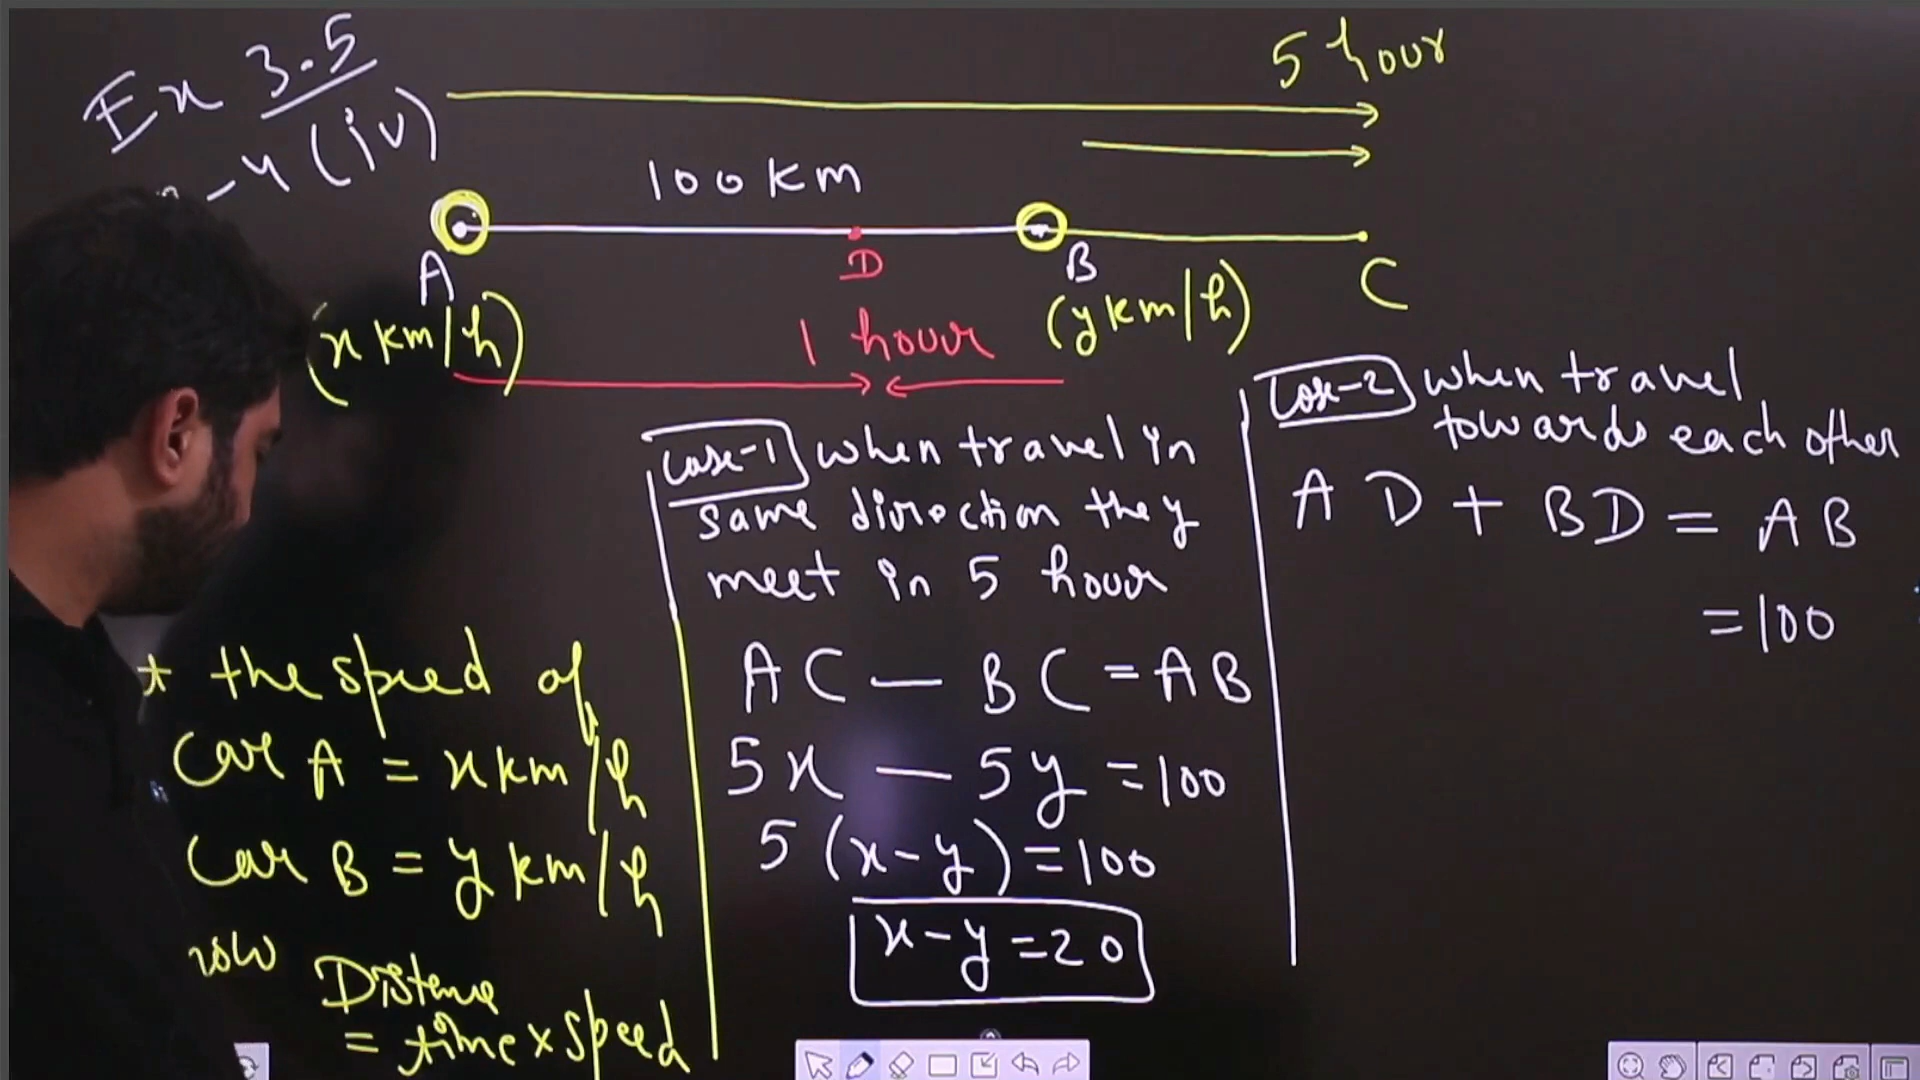 Ex 3.5
-4 (iv)
5 hour
100 km
A
D
B
C
(x km/h)
1 hour
(y km/h)
the speed of
Car A = x km/h
Car B = y km/h
now
Distance
= time x speed
Case-1 when travel in
same direction they
meet in 5 hour
AC — BC = AB
5x — 5y = 100
5 (x-y) = 100
x-y = 20
Case-2 when travel
towards each other
AD + BD = AB
= 100